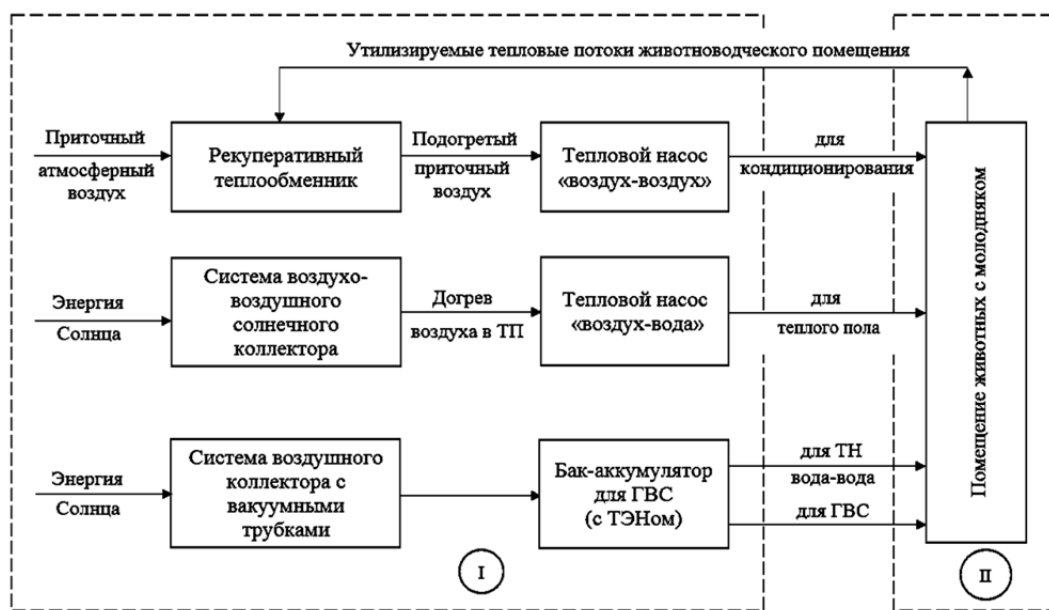 Утилизируемые тепловые потоки животноводческого помещения
Приточный
атмосферный
воздух
Рекуперативный
теплообменник
Подогретый
приточный
воздух
Тепловой насос
«воздух-воздух»
для
кондиционирования
Энергия
Солнца
Система воздухо-
воздушного
солнечного
коллектора
Догрев
воздуха в ТП
Тепловой насос
«воздух-вода»
для
теплого пола
Энергия
Солнца
Система воздушного
коллектора с
вакуумными
трубками
Бак-аккумулятор
для ГВС
(с ТЭНом)
для ТН
вода-вода
для ГВС
Помещение животных с молодняком
I
II